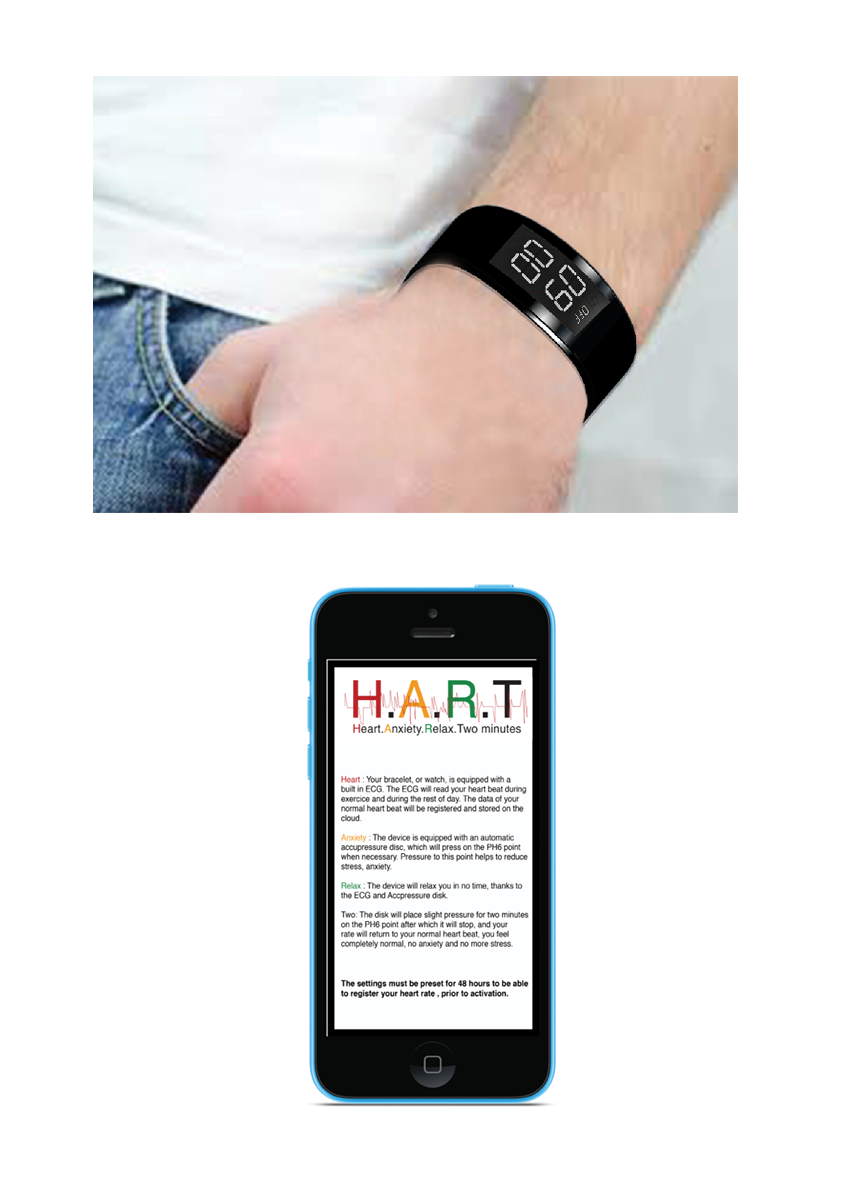 OFF
H.A.R.T
Heart.Anxiety.Relax.Two minutes
Heart : Your bracelet, or watch, is equipped with a
built in ECG. The ECG will read your heart beat during
exercice and during the rest of day. The data of your
normal heart beat will be registered and stored on the
cloud.
Anxiety : The device is equipped with an automatic
accupressure disc, which will press on the PH6 point
when necessary. Pressure to this point helps to reduce
stress, anxiety.
Relax : The device will relax you in no time, thanks to
the ECG and Accpressure disk.
Two: The disk will place slight pressure for two minutes
on the PH6 point after which it will stop, and your
rate will return to your normal heart beat, you feel
completely normal, no anxiety and no more stress.
The settings must be preset for 48 hours to be able
to register your heart rate , prior to activation.